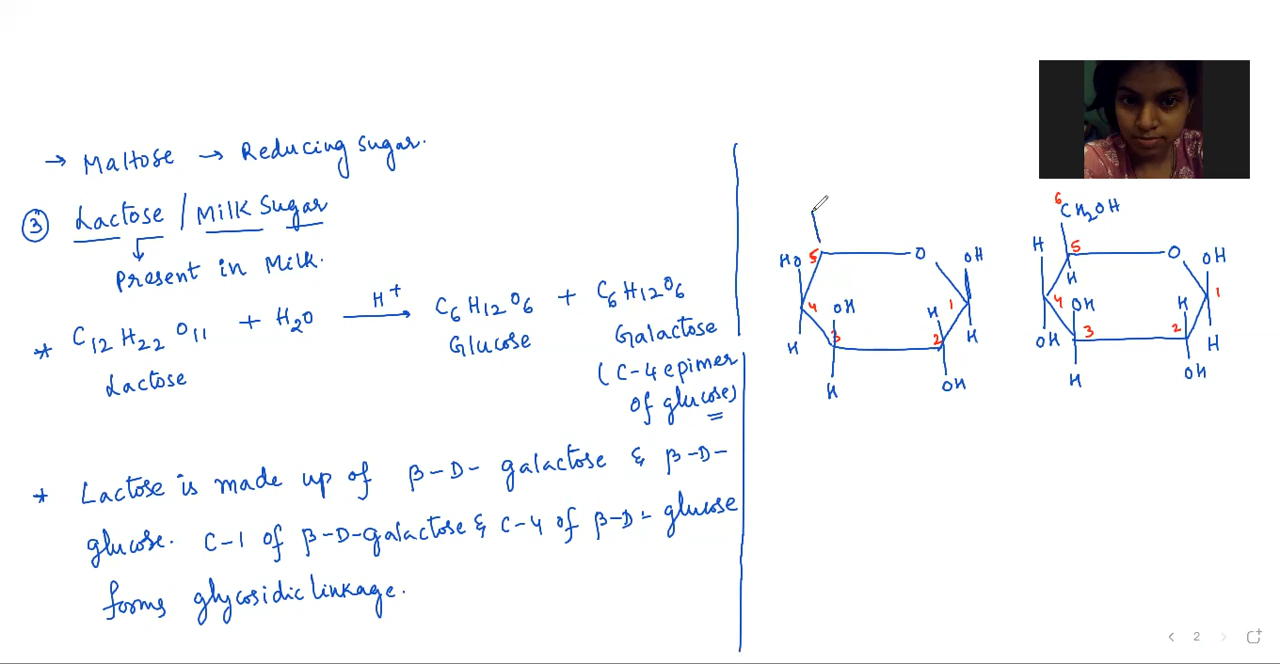 → Maltose → Reducing sugar.
③ Lactose / Milk Sugar
Present in Milk.
* C12H22O11 + H2O H+ → C6H12O6 + C6H12O6
Lactose Glucose Galactose
(C-4 epimer
of glucose)
* Lactose is made up of β-D- galactose & β-D-
glucose. C-1 of β-D-galactose & C-4 of β-D- glucose
forms glycosidic linkage.
HO 5 O OH
4 OH H 1
H 3 2 H
H OH
6 CH2OH
H 5 O OH
H
4 OH H 1
OH 3 2 H
H OH
2